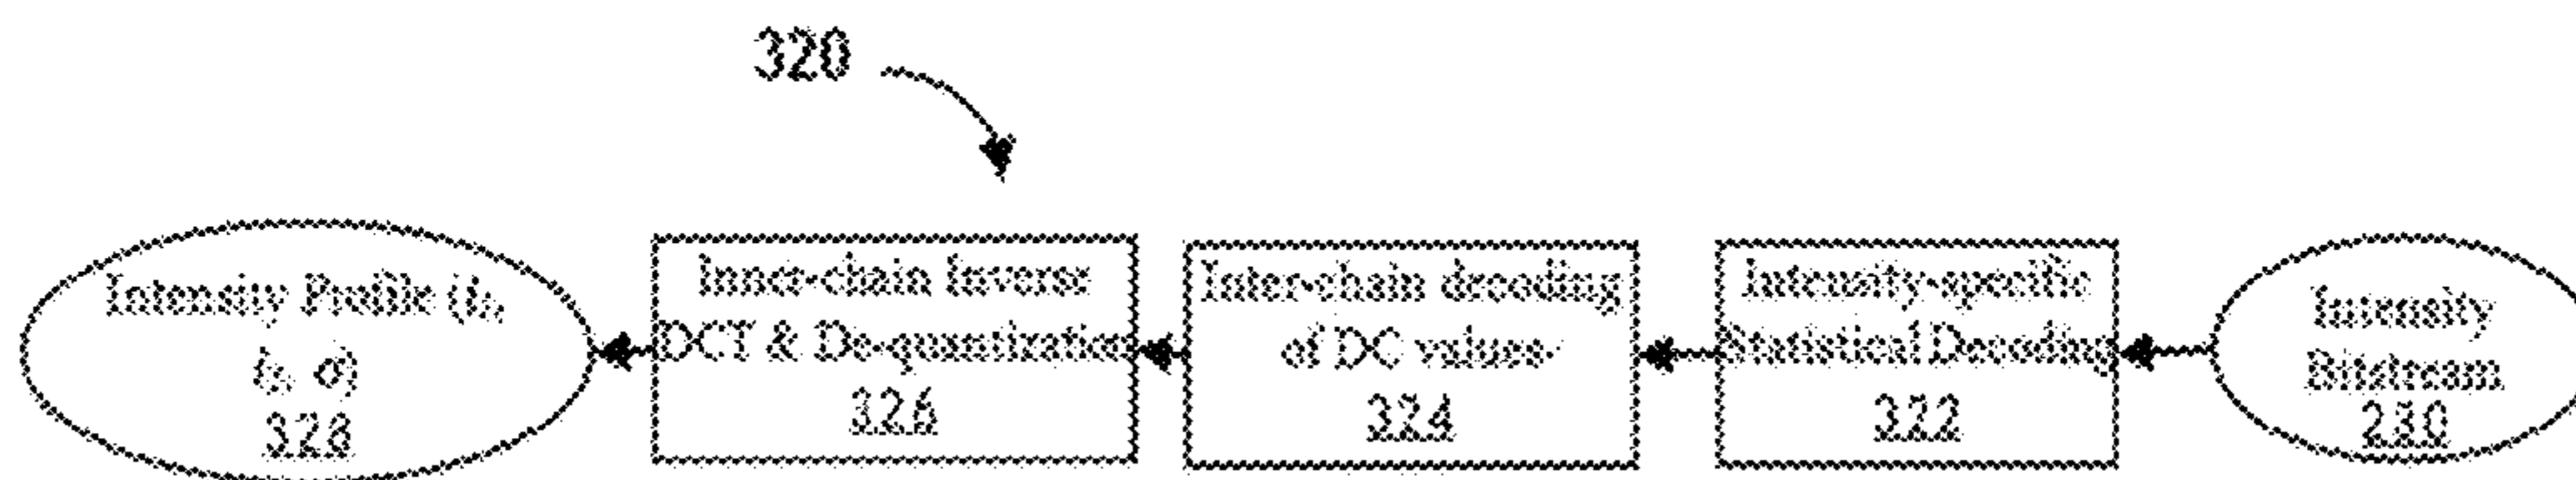 320
Intensity Profile (i₁,
i₂, σ)
328
Inner-chain Inverse
DCT & De-quantization
326
Inter-chain decoding
of DC values
324
Intensity-specific
Statistical Decoding
322
Intensity
Bitstream
230